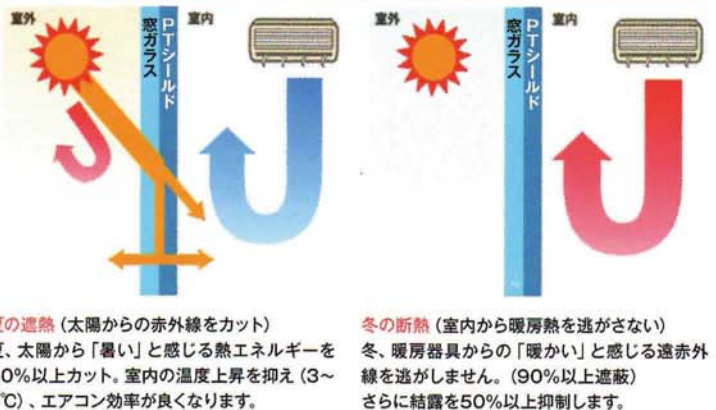 室外
窓ガラス
PTシールド
室内
室外
窓ガラス
PTシールド
室内
の遮熱（太陽からの赤外線をカット）
、太陽から「暑い」と感じる熱エネルギーを
0%以上カット。室内の温度上昇を抑え（3～
℃）、エアコン効率が良くなります。
冬の断熱（室内から暖房熱を逃がさない）
冬、暖房器具からの「暖かい」と感じる遠赤外
線を逃がしません。（90%以上遮蔽）
さらに結露を50%以上抑制します。